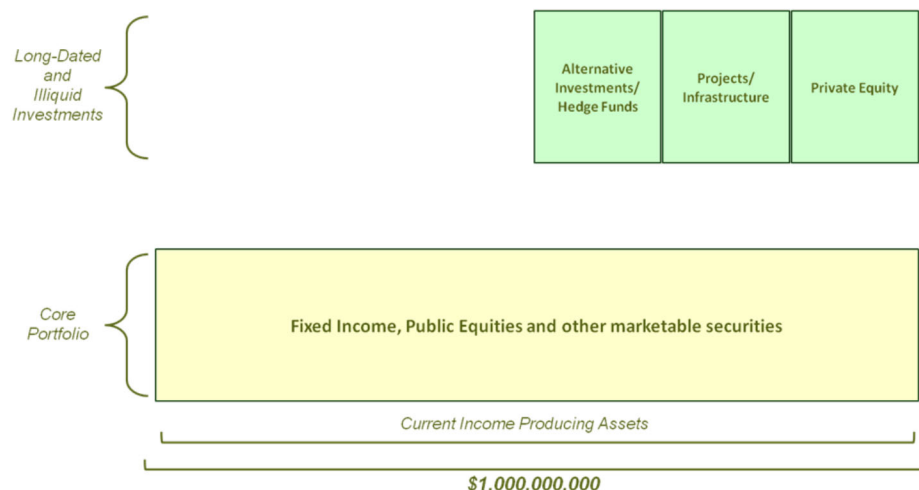 Long-Dated
and
Illiquid
Investments
Alternative
Investments/
Hedge Funds
Projects/
Infrastructure
Private Equity
Core
Portfolio
Fixed Income, Public Equities and other marketable securities
Current Income Producing Assets
$1,000,000,000